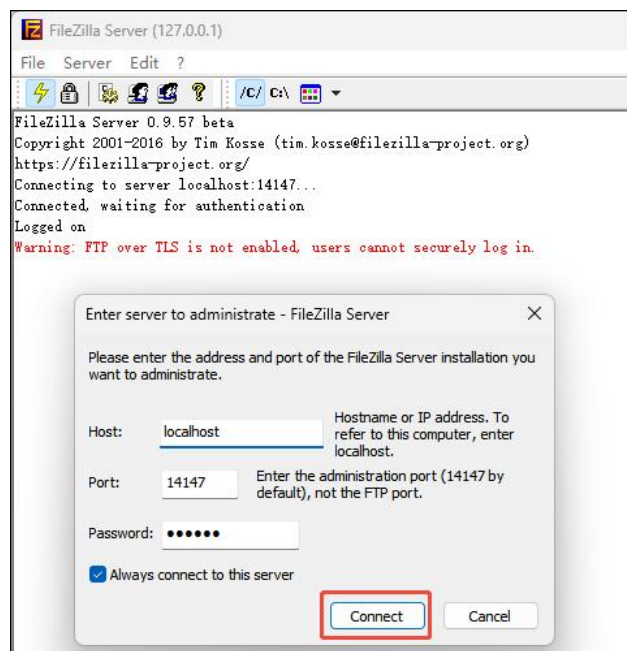 FileZilla Server (127.0.0.1)
File Server Edit ?
/C/ C:\
FileZilla Server 0.9.57 beta
Copyright 2001-2016 by Tim Kosse (tim.kosse@filezilla-project.org)
https://filezilla-project.org/
Connecting to server localhost:14147...
Connected, waiting for authentication
Logged on
Warning: FTP over TLS is not enabled, users cannot securely log in.
Enter server to administrate - FileZilla Server
Please enter the address and port of the FileZilla Server installation you
want to administrate.
Host:
localhost
Hostname or IP address. To
refer to this computer, enter
localhost.
Port:
14147
Enter the administration port (14147 by
default), not the FTP port.
Password: ●●●●●●
Always connect to this server
Connect
Cancel